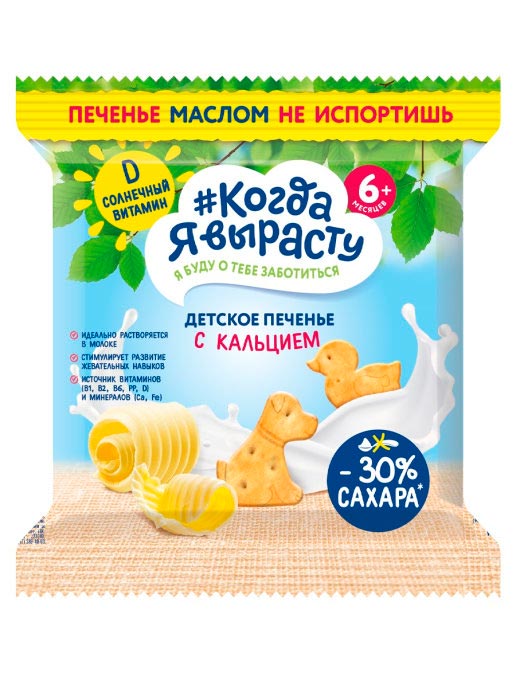 ПЕЧЕНЬЕ МАСЛОМ НЕ ИСПОРТИШЬ
D
СОЛНЕЧНЫЙ
ВИТАМИН
#Когда
Я вырасту
Я БУДУ О ТЕБЕ ЗАБОТИТЬСЯ
6+
МЕСЯЦЕВ
ДЕТСКОЕ ПЕЧЕНЬЕ
С КАЛЬЦИЕМ
ИДЕАЛЬНО РАСТВОРЯЕТСЯ
В МОЛОКЕ
СТИМУЛИРУЕТ РАЗВИТИЕ
ЖЕВАТЕЛЬНЫХ НАВЫКОВ
ИСТОЧНИК ВИТАМИНОВ
(B1, B2, B6, PP, D)
И МИНЕРАЛОВ (Ca, Fe)
- 30%
САХАРА*